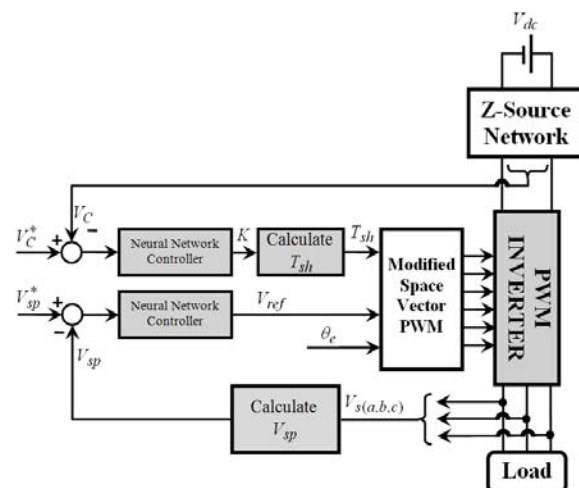 V_dc
Z-Source
Network
V_C
V_C^*
+
−
Neural Network
Controller
K
Calculate
T_sh
T_sh
Modified
Space
Vector
PWM
PWM
INVERTER
V_sp^*
+
−
Neural Network
Controller
V_ref
θ_e
V_sp
Calculate
V_sp
V_s(a,b,c)
Load